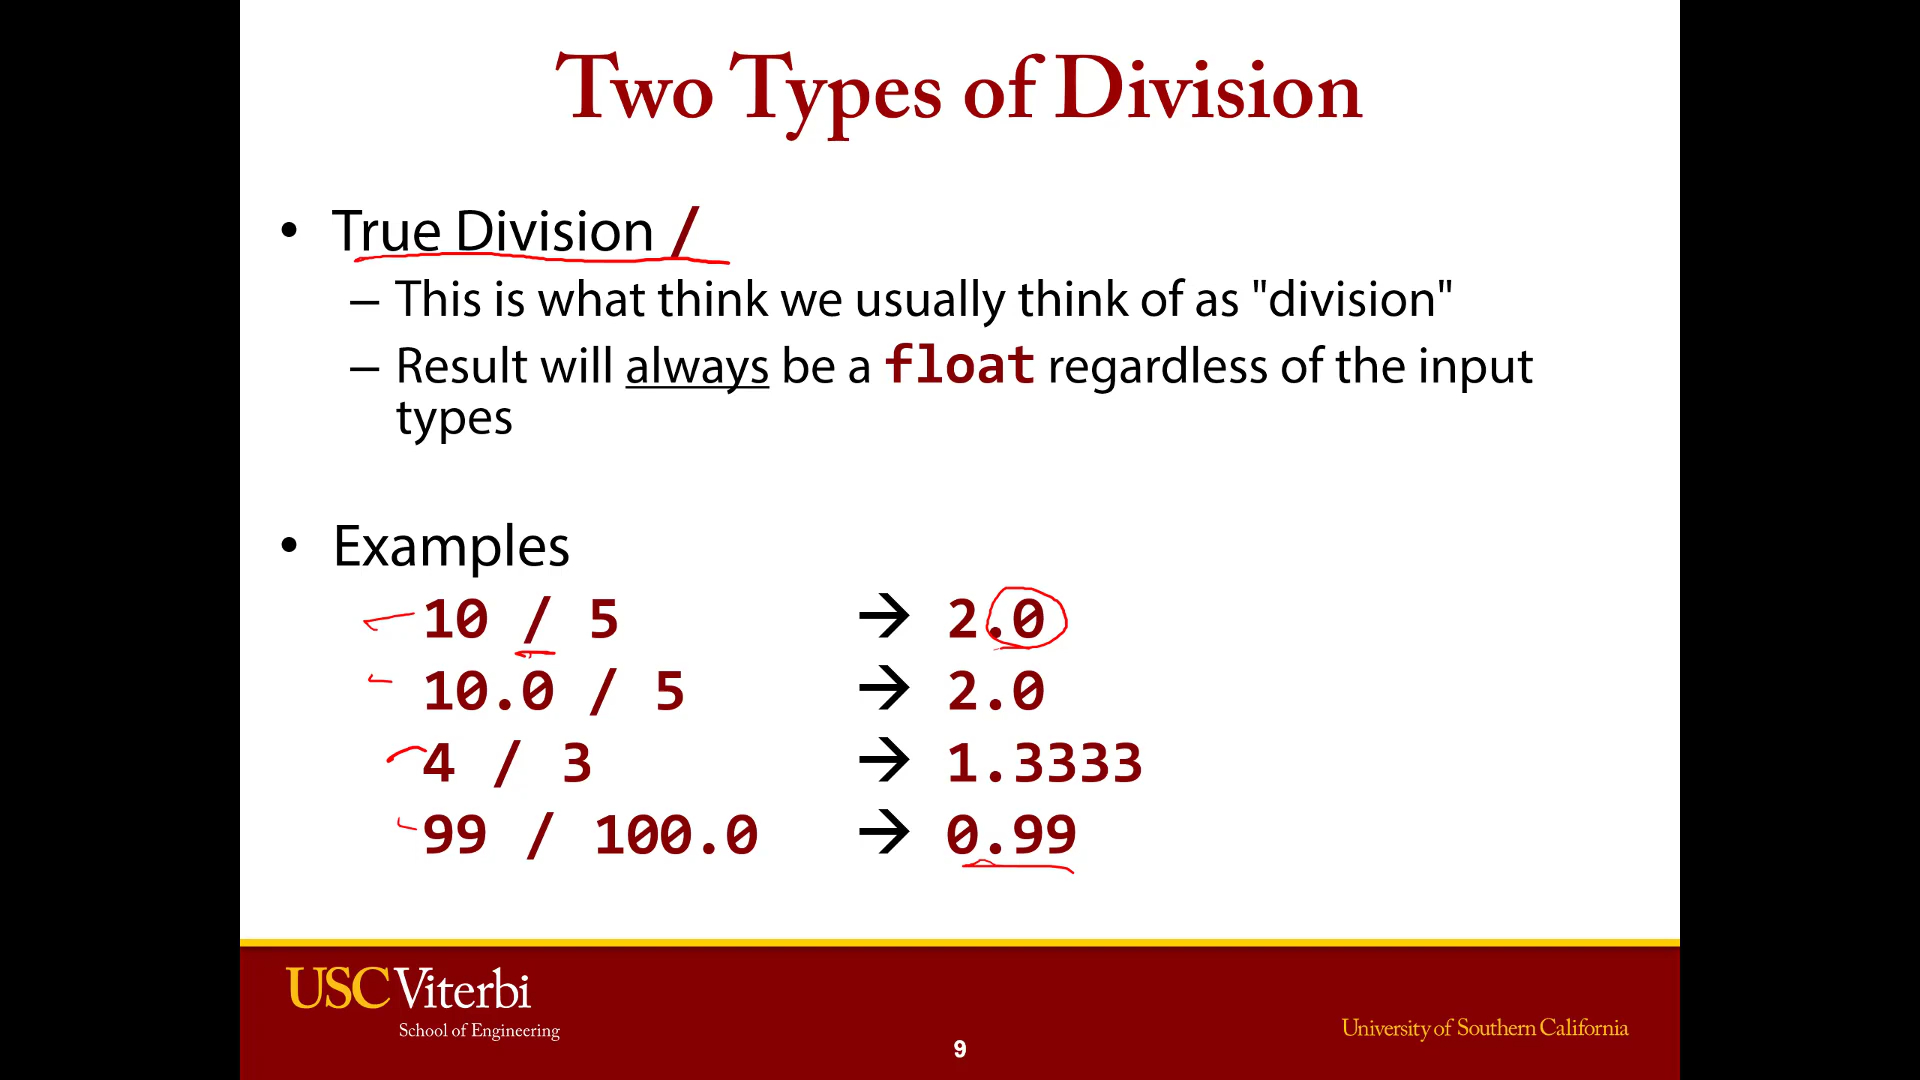 Two Types of Division
• True Division /
– This is what think we usually think of as "division"
– Result will always be a float regardless of the input
types
• Examples
10 / 5 → 2.0
10.0 / 5 → 2.0
4 / 3 → 1.3333
99 / 100.0 → 0.99
USC Viterbi
School of Engineering
University of Southern California
9